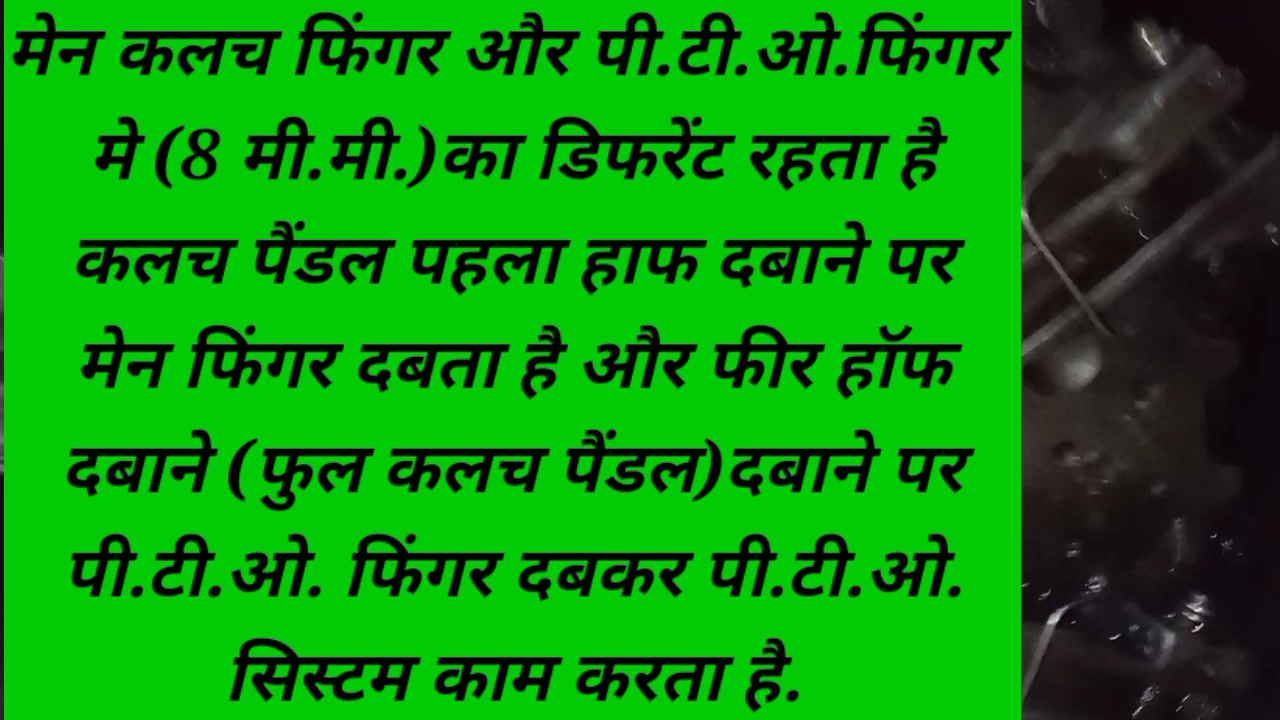 मेन कलच फिंगर और पी.टी.ओ.फिंगर
मे (8 मी.मी.)का डिफरेंट रहता है
कलच पैंडल पहला हाफ दबाने पर
मेन फिंगर दबता है और फीर हॉफ
दबाने (फुल कलच पैंडल)दबाने पर
पी.टी.ओ. फिंगर दबकर पी.टी.ओ.
सिस्टम काम करता है.